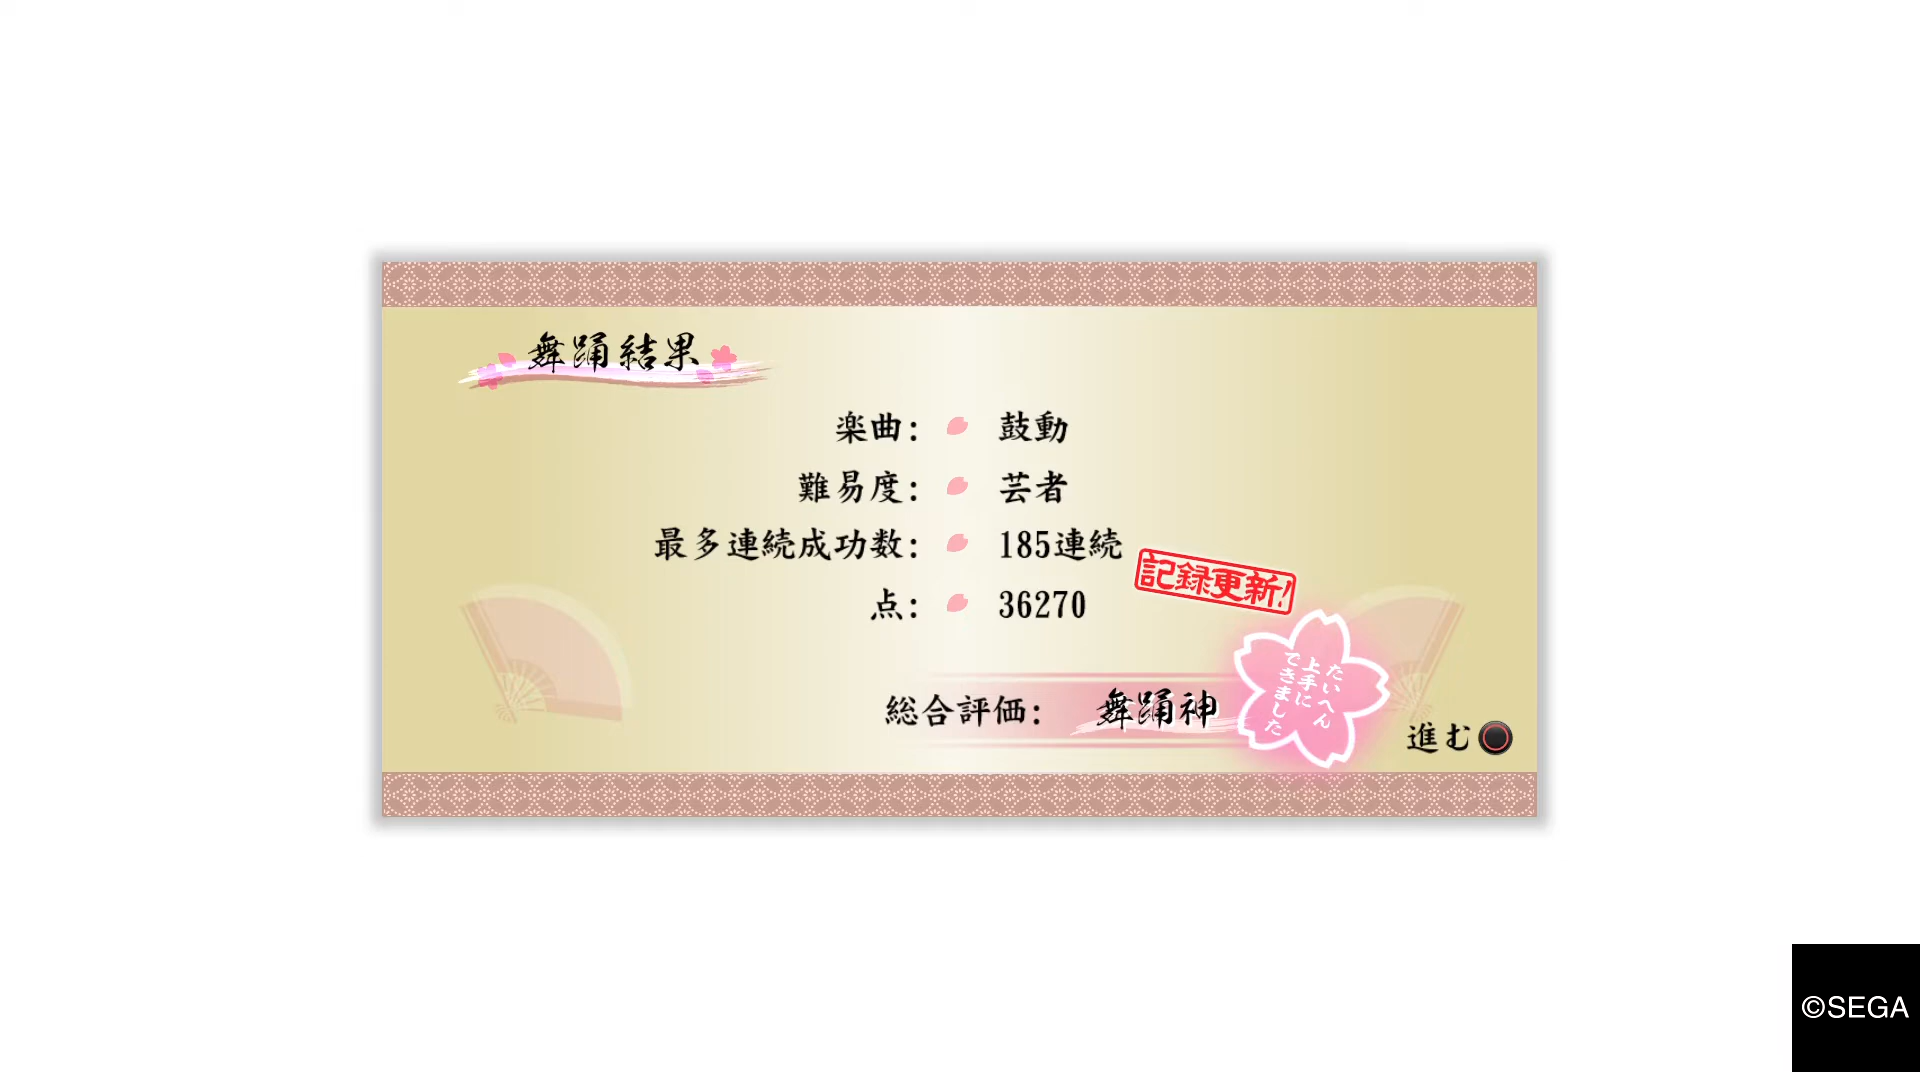 舞踊結果
楽曲： 鼓動
難易度： 芸者
最多連続成功数： 185連続
記録更新!
点： 36270
総合評価： 舞踊神
たいへん
上手に
できました
進む
©SEGA